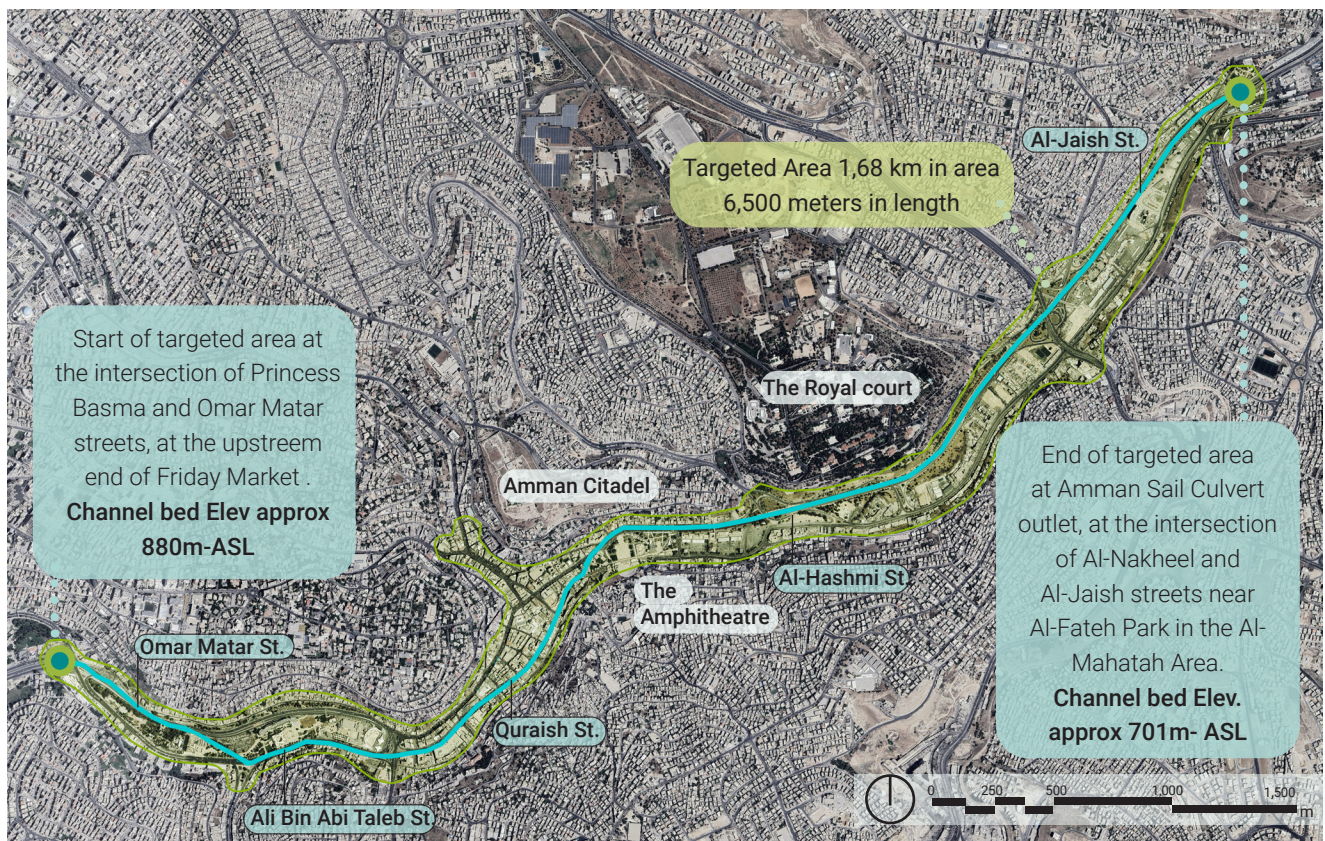 Al-Jaish St.
Targeted Area 1,68 km in area
6,500 meters in length
Start of targeted area at
the intersection of Princess
Basma and Omar Matar
streets, at the upstreem
end of Friday Market .
Channel bed Elev approx
880m-ASL
The Royal court
Amman Citadel
End of targeted area
at Amman Sail Culvert
outlet, at the intersection
of Al-Nakheel and
Al-Jaish streets near
Al-Fateh Park in the Al-
Mahatah Area.
Channel bed Elev.
approx 701m- ASL
Al-Hashmi St.
The
Amphitheatre
Omar Matar St.
Quraish St.
Ali Bin Abi Taleb St
0 250 500 1,000 1,500
m